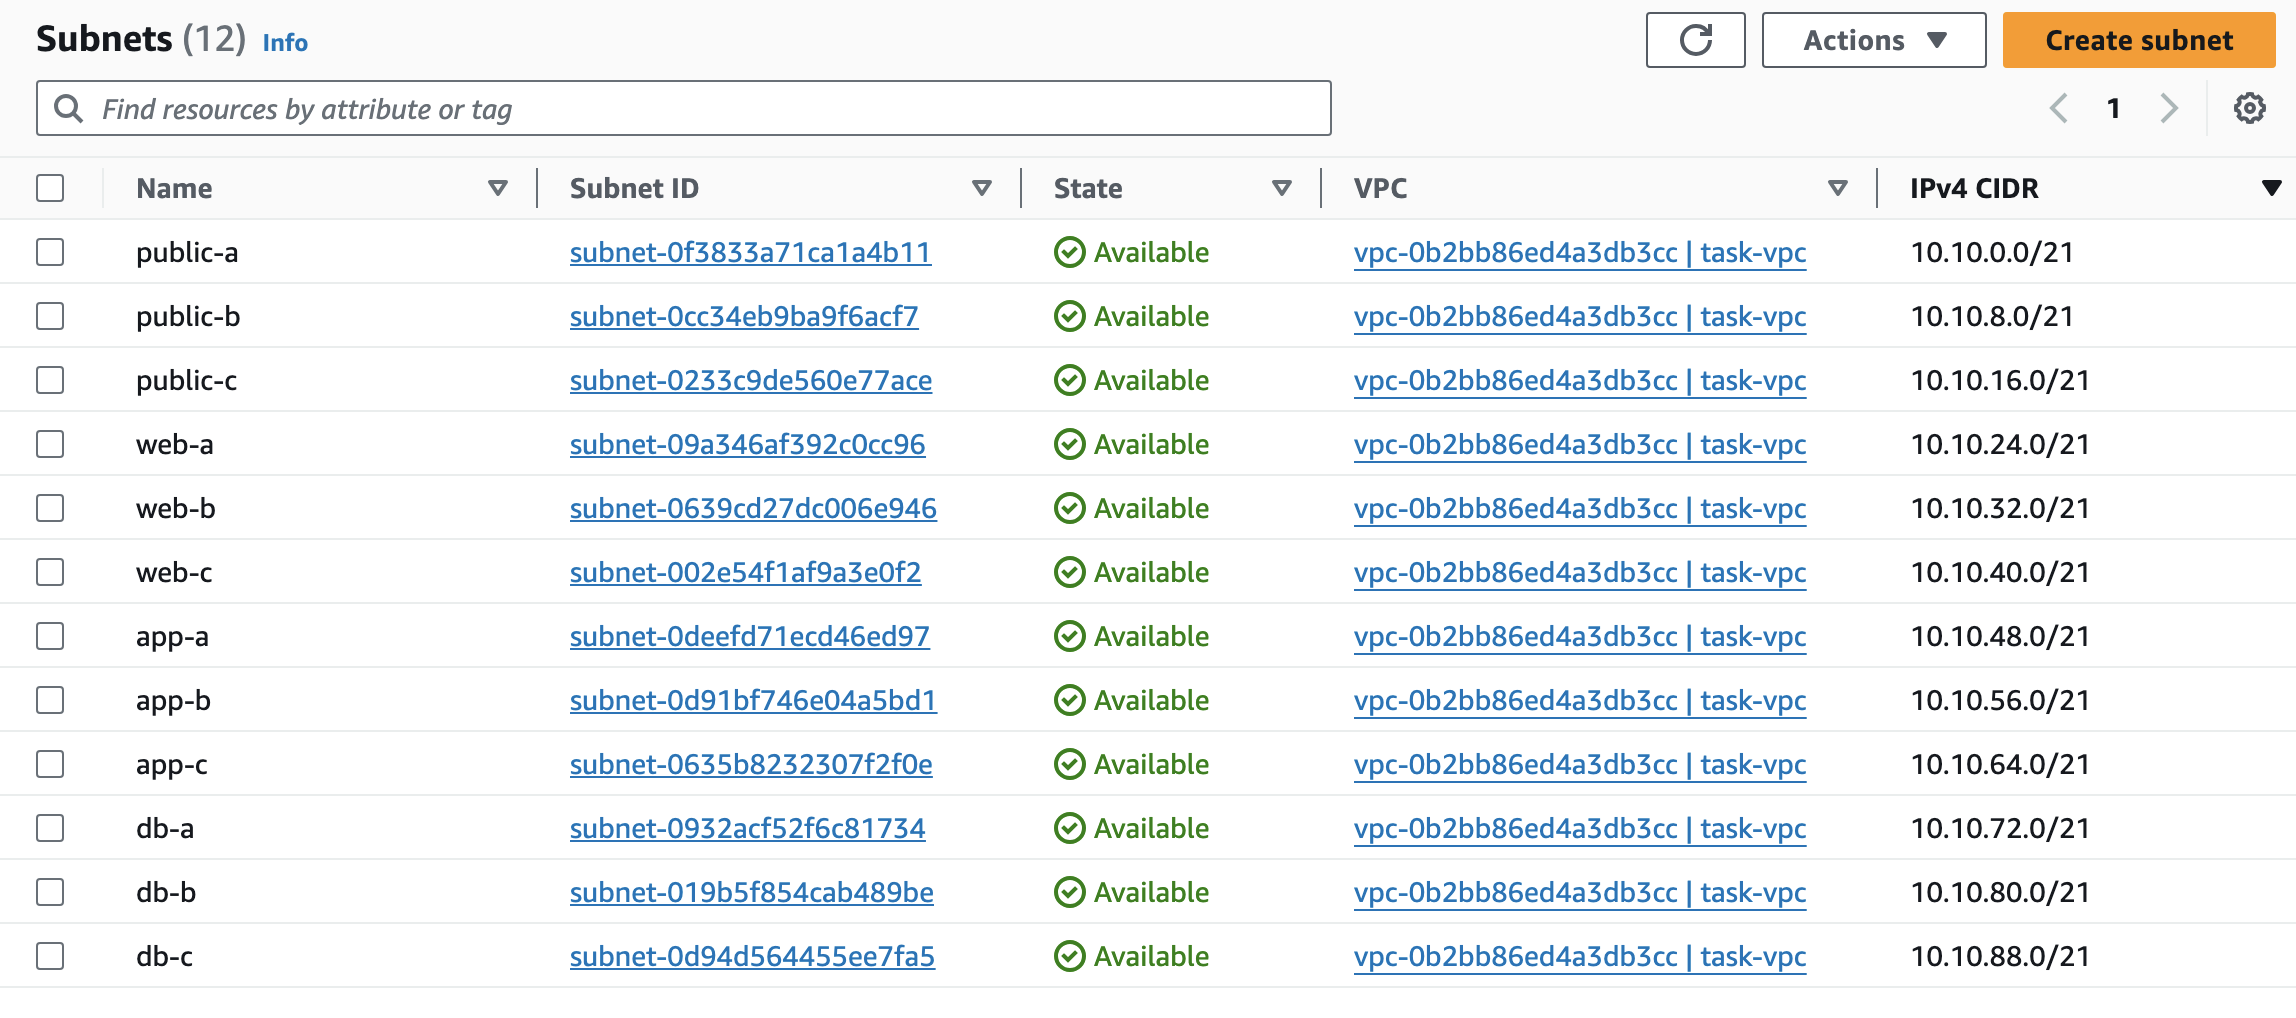 Subnets (12) Info
Actions
Create subnet
Find resources by attribute or tag
1
Name Subnet ID State VPC IPv4 CIDR
public-a subnet-0f3833a71ca1a4b11 Available vpc-0b2bb86ed4a3db3cc | task-vpc 10.10.0.0/21
public-b subnet-0cc34eb9ba9f6acf7 Available vpc-0b2bb86ed4a3db3cc | task-vpc 10.10.8.0/21
public-c subnet-0233c9de560e77ace Available vpc-0b2bb86ed4a3db3cc | task-vpc 10.10.16.0/21
web-a subnet-09a346af392c0cc96 Available vpc-0b2bb86ed4a3db3cc | task-vpc 10.10.24.0/21
web-b subnet-0639cd27dc006e946 Available vpc-0b2bb86ed4a3db3cc | task-vpc 10.10.32.0/21
web-c subnet-002e54f1af9a3e0f2 Available vpc-0b2bb86ed4a3db3cc | task-vpc 10.10.40.0/21
app-a subnet-0deefd71ecd46ed97 Available vpc-0b2bb86ed4a3db3cc | task-vpc 10.10.48.0/21
app-b subnet-0d91bf746e04a5bd1 Available vpc-0b2bb86ed4a3db3cc | task-vpc 10.10.56.0/21
app-c subnet-0635b8232307f2f0e Available vpc-0b2bb86ed4a3db3cc | task-vpc 10.10.64.0/21
db-a subnet-0932acf52f6c81734 Available vpc-0b2bb86ed4a3db3cc | task-vpc 10.10.72.0/21
db-b subnet-019b5f854cab489be Available vpc-0b2bb86ed4a3db3cc | task-vpc 10.10.80.0/21
db-c subnet-0d94d564455ee7fa5 Available vpc-0b2bb86ed4a3db3cc | task-vpc 10.10.88.0/21